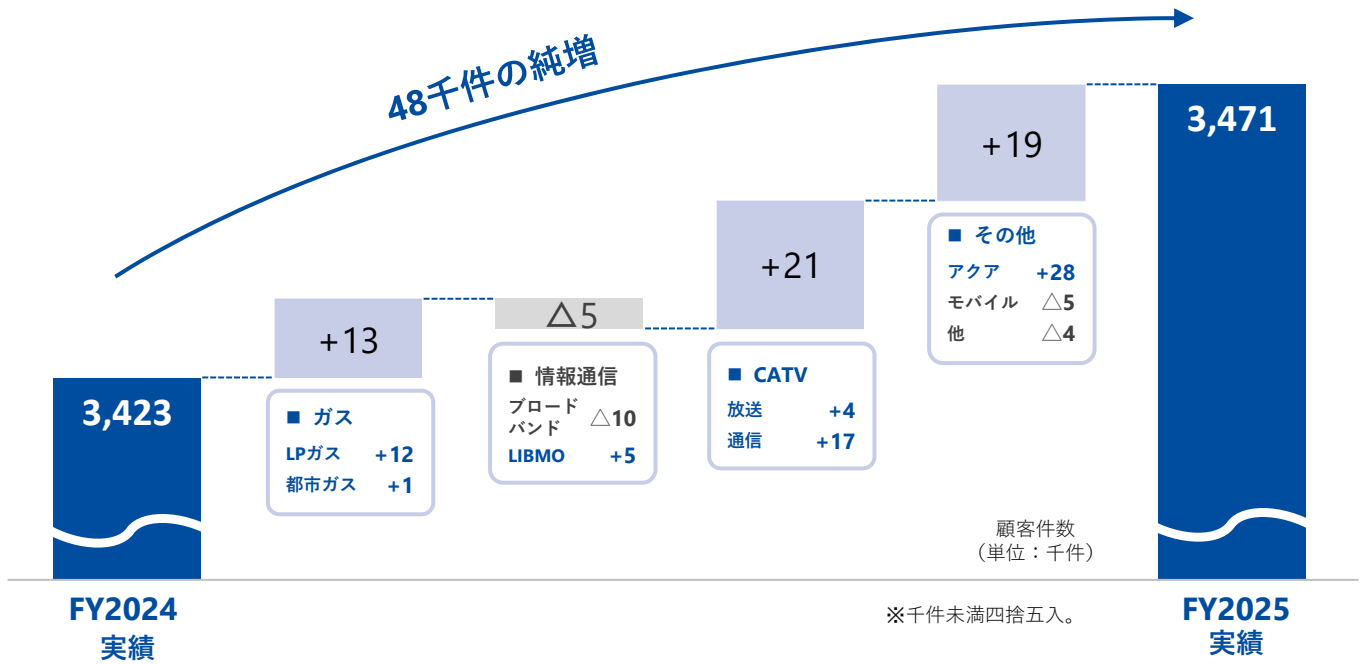 48千件の純増
3,423
+13
■ ガス
LPガス +12
都市ガス +1
△5
■ 情報通信
ブロード
バンド △10
LIBMO +5
+21
■ CATV
放送 +4
通信 +17
+19
■ その他
アクア +28
モバイル △5
他 △4
3,471
顧客件数
（単位：千件）
FY2024
実績
※千件未満四捨五入。
FY2025
実績